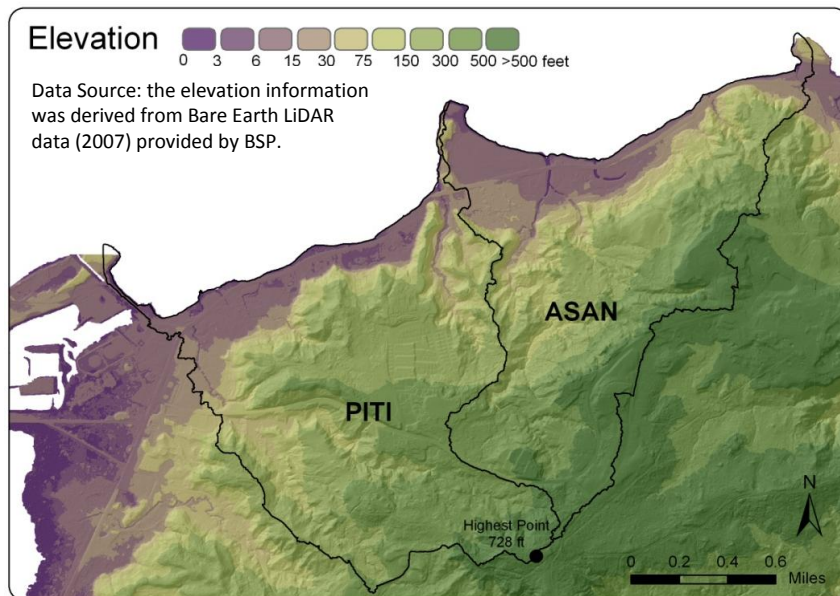 Elevation
0 3 6 15 30 75 150 300 500 >500 feet
Data Source: the elevation information
was derived from Bare Earth LiDAR
data (2007) provided by BSP.
ASAN
PITI
Highest Point
728 ft
N
0 0.2 0.4 0.6
Miles